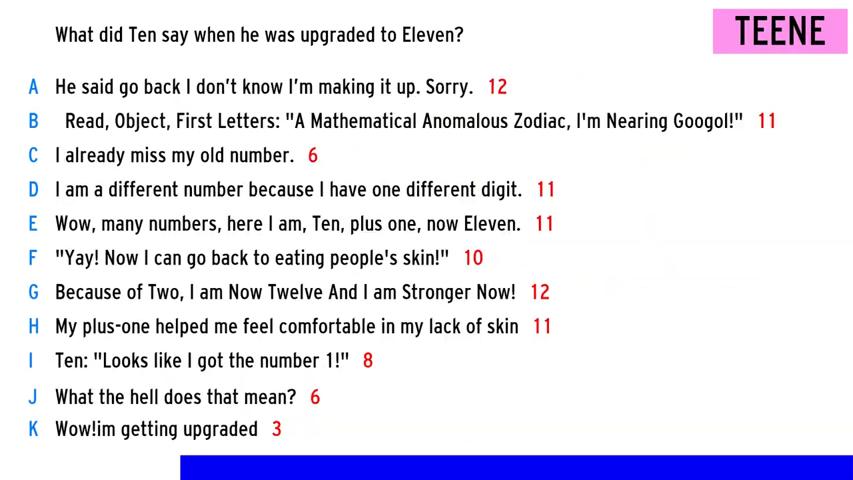 What did Ten say when he was upgraded to Eleven?
TEENE
A He said go back I don't know I'm making it up. Sorry. 12
B Read, Object, First Letters: "A Mathematical Anomalous Zodiac, I'm Nearing Googol!" 11
C I already miss my old number. 6
D I am a different number because I have one different digit. 11
E Wow, many numbers, here I am, Ten, plus one, now Eleven. 11
F "Yay! Now I can go back to eating people's skin!" 10
G Because of Two, I am Now Twelve And I am Stronger Now! 12
H My plus-one helped me feel comfortable in my lack of skin 11
I Ten: "Looks like I got the number 1!" 8
J What the hell does that mean? 6
K Wow!im getting upgraded 3